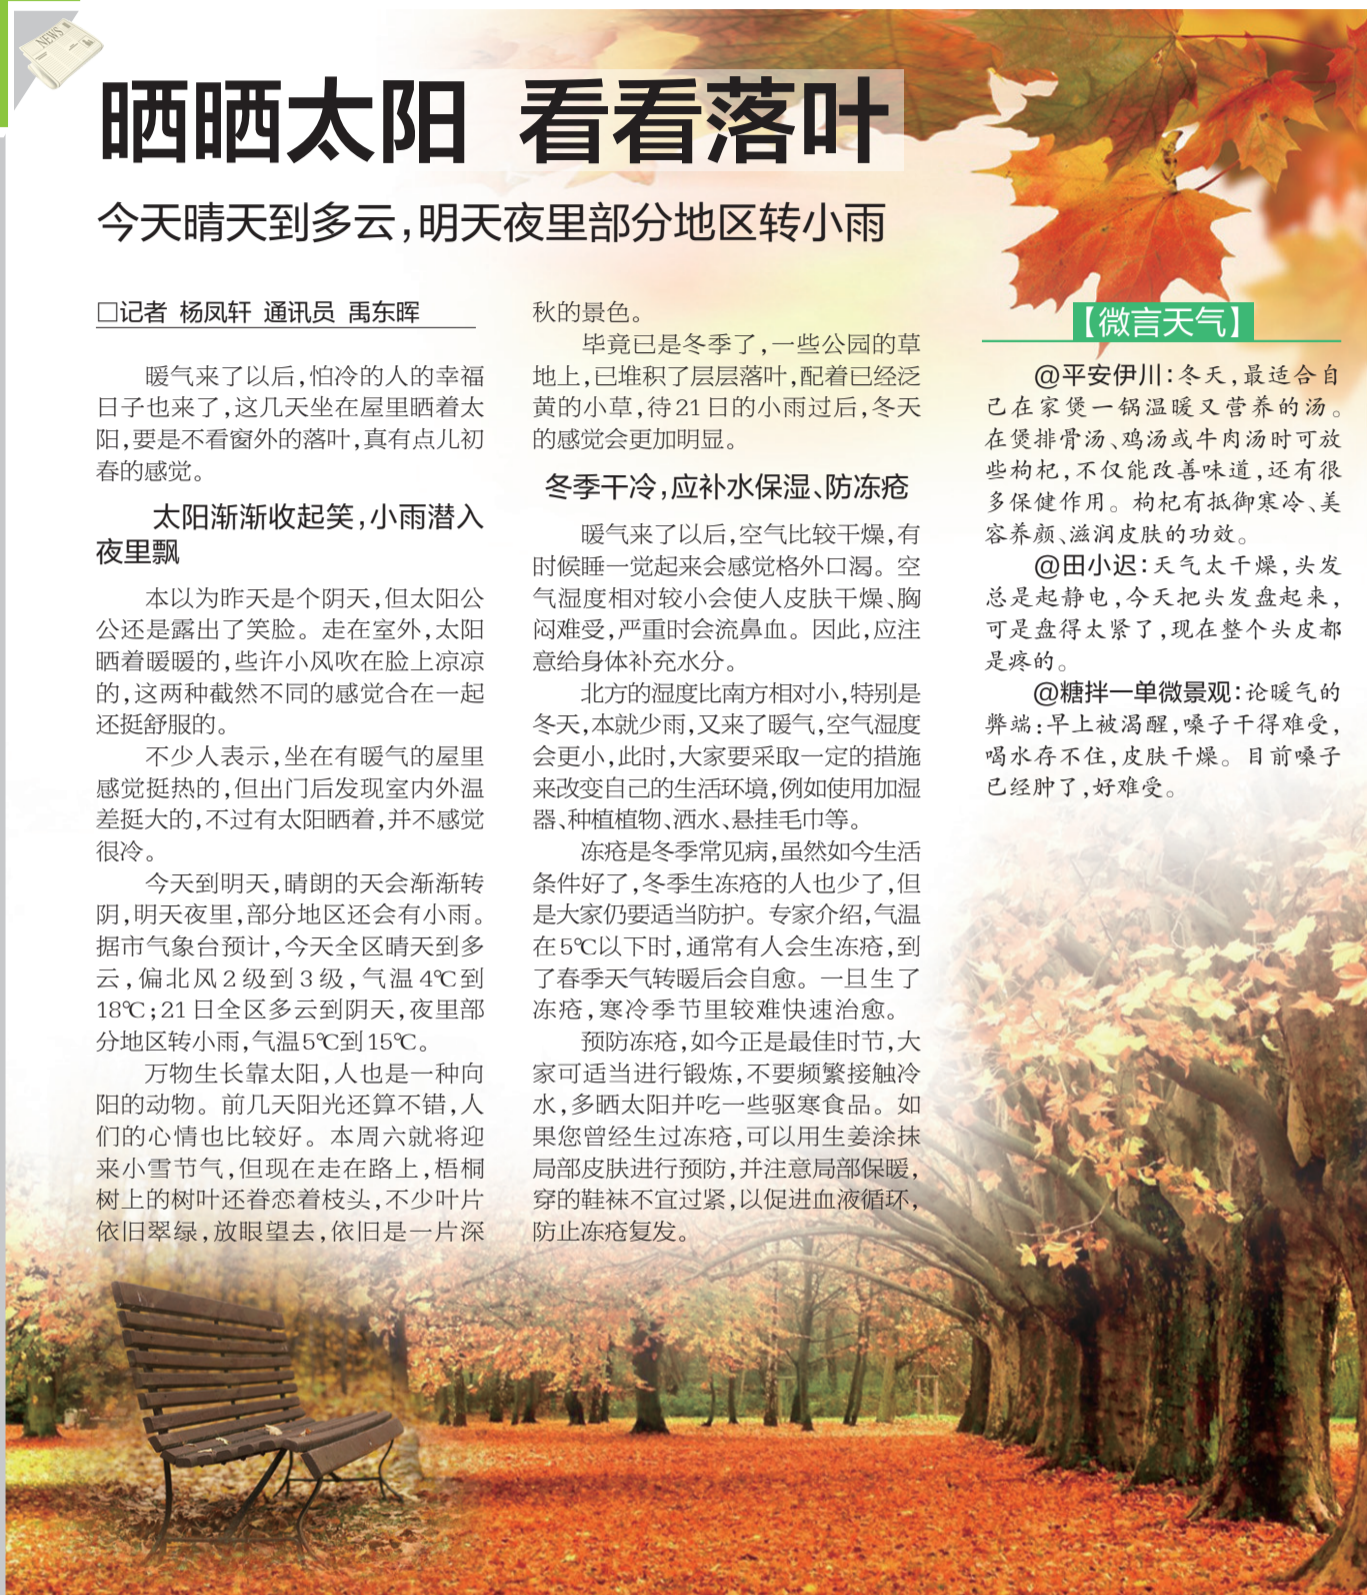 NEWS
晒晒太阳 看看落叶
今天晴天到多云,明天夜里部分地区转小雨
□记者 杨凤轩 通讯员 禹东晖
暖气来了以后,怕冷的人的幸福
日子也来了,这几天坐在屋里晒着太
阳,要是不看窗外的落叶,真有点儿初
春的感觉。
太阳渐渐收起笑,小雨潜入
夜里飘
本以为昨天是个阴天,但太阳公
公还是露出了笑脸。走在室外,太阳
晒着暖暖的,些许小风吹在脸上凉凉
的,这两种截然不同的感觉合在一起
还挺舒服的。
不少人表示,坐在有暖气的屋里
感觉挺热的,但出门后发现室内外温
差挺大的,不过有太阳晒着,并不感觉
很冷。
今天到明天,晴朗的天会渐渐转
阴,明天夜里,部分地区还会有小雨。
据市气象台预计,今天全区晴天到多
云,偏北风2级到3级,气温4℃到
18℃;21日全区多云到阴天,夜里部
分地区转小雨,气温5℃到15℃。
万物生长靠太阳,人也是一种向
阳的动物。前几天阳光还算不错,人
们的心情也比较好。本周六就将迎
来小雪节气,但现在走在路上,梧桐
树上的树叶还眷恋着枝头,不少叶片
依旧翠绿,放眼望去,依旧是一片深
秋的景色。
毕竟已是冬季了,一些公园的草
地上,已堆积了层层落叶,配着已经泛
黄的小草,待21日的小雨过后,冬天
的感觉会更加明显。
冬季干冷,应补水保湿、防冻疮
暖气来了以后,空气比较干燥,有
时候睡一觉起来会感觉格外口渴。空
气湿度相对较小会使人皮肤干燥、胸
闷难受,严重时会流鼻血。因此,应注
意给身体补充水分。
北方的湿度比南方相对小,特别是
冬天,本就少雨,又来了暖气,空气湿度
会更小,此时,大家要采取一定的措施
来改变自己的生活环境,例如使用加湿
器、种植植物、洒水、悬挂毛巾等。
冻疮是冬季常见病,虽然如今生活
条件好了,冬季生冻疮的人也少了,但
是大家仍要适当防护。专家介绍,气温
在5℃以下时,通常有人会生冻疮,到
了春季天气转暖后会自愈。一旦生了
冻疮,寒冷季节里较难快速治愈。
预防冻疮,如今正是最佳时节,大
家可适当进行锻炼,不要频繁接触冷
水,多晒太阳并吃一些驱寒食品。如
果您曾经生过冻疮,可以用生姜涂抹
局部皮肤进行预防,并注意局部保暖,
穿的鞋袜不宜过紧,以促进血液循环,
防止冻疮复发。
【微言天气】
@平安伊川:冬天,最适合自
己在家煲一锅温暖又营养的汤。
在煲排骨汤、鸡汤或牛肉汤时可放
些枸杞,不仅能改善味道,还有很
多保健作用。枸杞有抵御寒冷、美
容养颜、滋润皮肤的功效。
@田小迟:天气太干燥,头发
总是起静电,今天把头发盘起来,
可是盘得太紧了,现在整个头皮都
是疼的。
@糖拌一单微景观:论暖气的
弊端:早上被渴醒,嗓子干得难受,
喝水存不住,皮肤干燥。目前嗓子
已经肿了,好难受。